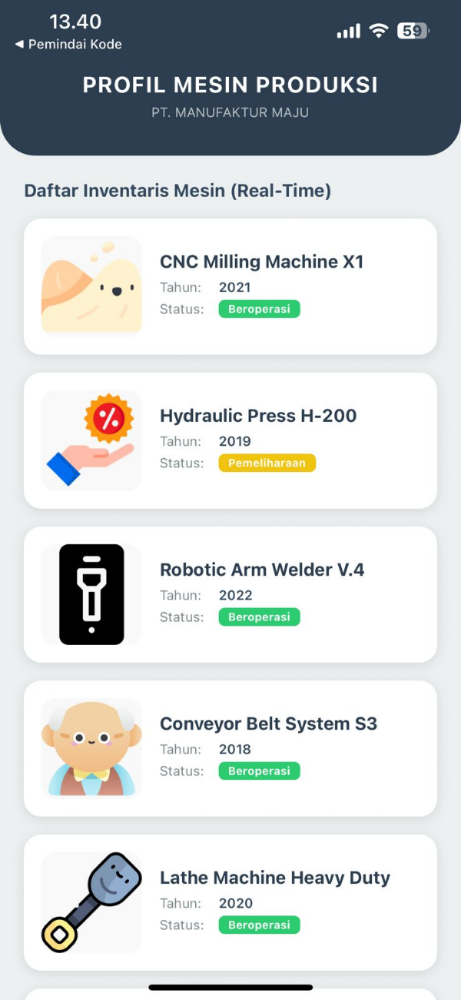 13.40
59
◀ Pemindai Kode
PROFIL MESIN PRODUKSI
PT. MANUFAKTUR MAJU
Daftar Inventaris Mesin (Real-Time)
CNC Milling Machine X1
Tahun: 2021
Status: Beroperasi
%
Hydraulic Press H-200
Tahun: 2019
Status: Pemeliharaan
Robotic Arm Welder V.4
Tahun: 2022
Status: Beroperasi
Conveyor Belt System S3
Tahun: 2018
Status: Beroperasi
Lathe Machine Heavy Duty
Tahun: 2020
Status: Beroperasi